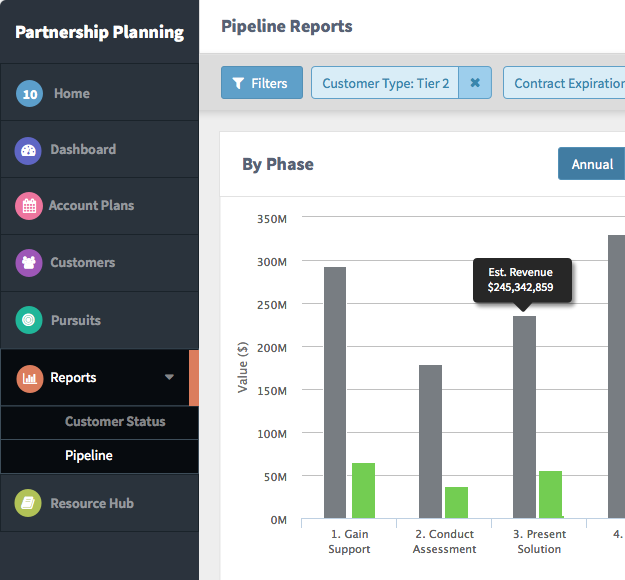 Partnership Planning
10 Home
Dashboard
Account Plans
Customers
Pursuits
Reports
Customer Status
Pipeline
Resource Hub
Pipeline Reports
Filters
Customer Type: Tier 2
Contract Expiration
By Phase
Annual
350M
300M
250M
200M
150M
100M
50M
0M
Value ($)
Est. Revenue
$245,342,859
1. Gain
Support
2. Conduct
Assessment
3. Present
Solution
4.